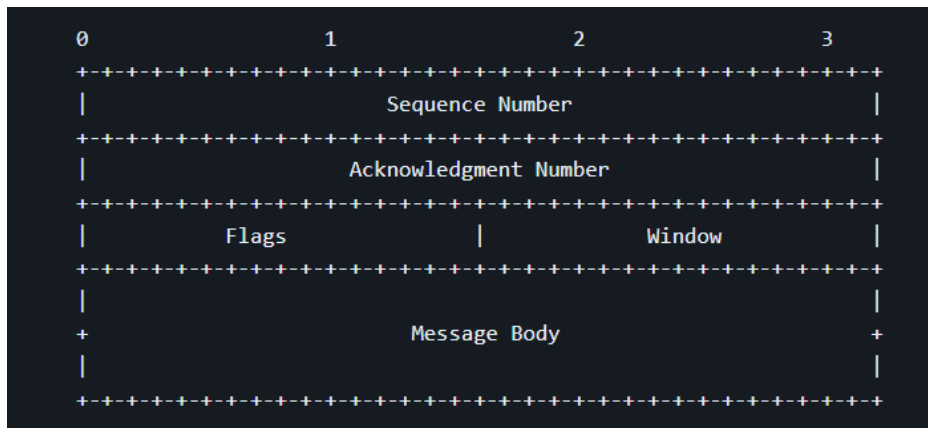 0                   1                   2                   3
+-+-+-+-+-+-+-+-+-+-+-+-+-+-+-+-+-+-+-+-+-+-+-+-+-+-+-+-+-+-+-+-+
|                        Sequence Number                        |
+-+-+-+-+-+-+-+-+-+-+-+-+-+-+-+-+-+-+-+-+-+-+-+-+-+-+-+-+-+-+-+-+
|                     Acknowledgment Number                     |
+-+-+-+-+-+-+-+-+-+-+-+-+-+-+-+-+-+-+-+-+-+-+-+-+-+-+-+-+-+-+-+-+
|           Flags               |             Window            |
+-+-+-+-+-+-+-+-+-+-+-+-+-+-+-+-+-+-+-+-+-+-+-+-+-+-+-+-+-+-+-+-+
|                                                               |
+                          Message Body                         +
|                                                               |
+-+-+-+-+-+-+-+-+-+-+-+-+-+-+-+-+-+-+-+-+-+-+-+-+-+-+-+-+-+-+-+-+